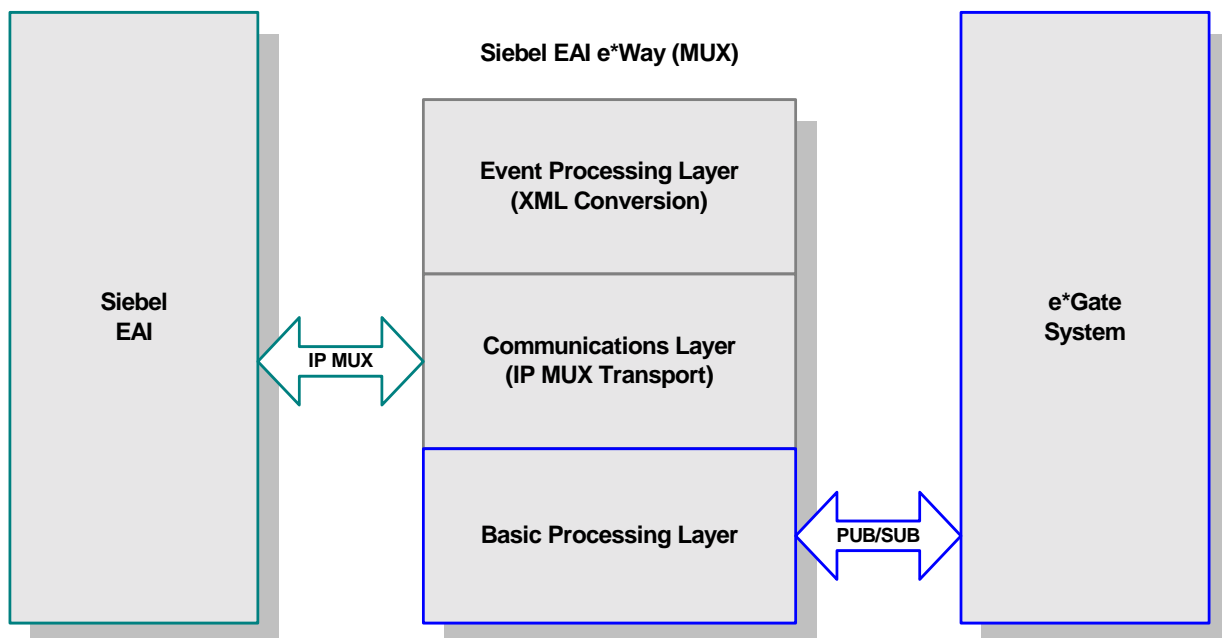 Siebel EAI e*Way (MUX)
Event Processing Layer
(XML Conversion)
Siebel
EAI
e*Gate
System
IP MUX
Communications Layer
(IP MUX Transport)
Basic Processing Layer
PUB/SUB